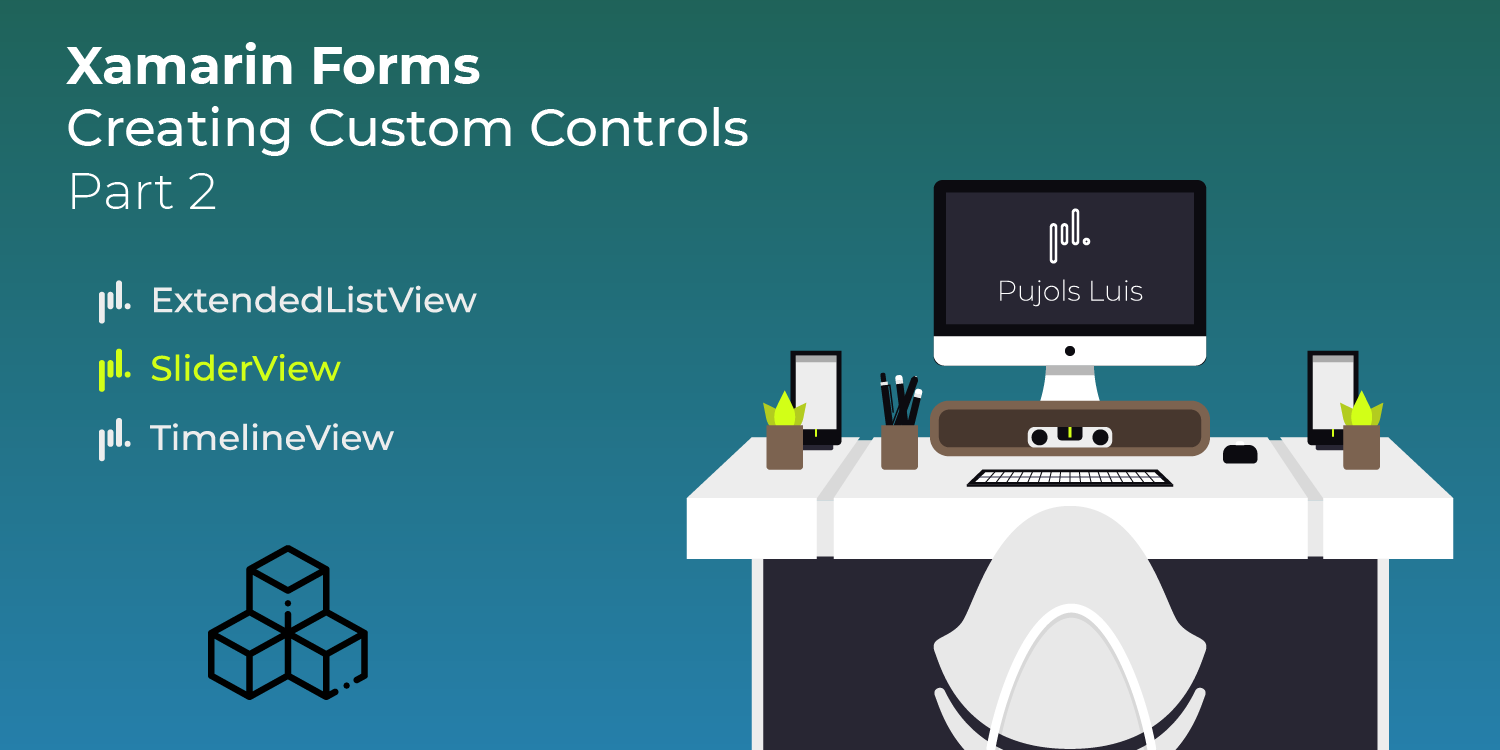 Xamarin Forms
Creating Custom Controls
Part 2
ExtendedListView
SliderView
TimelineView
Pujols Luis